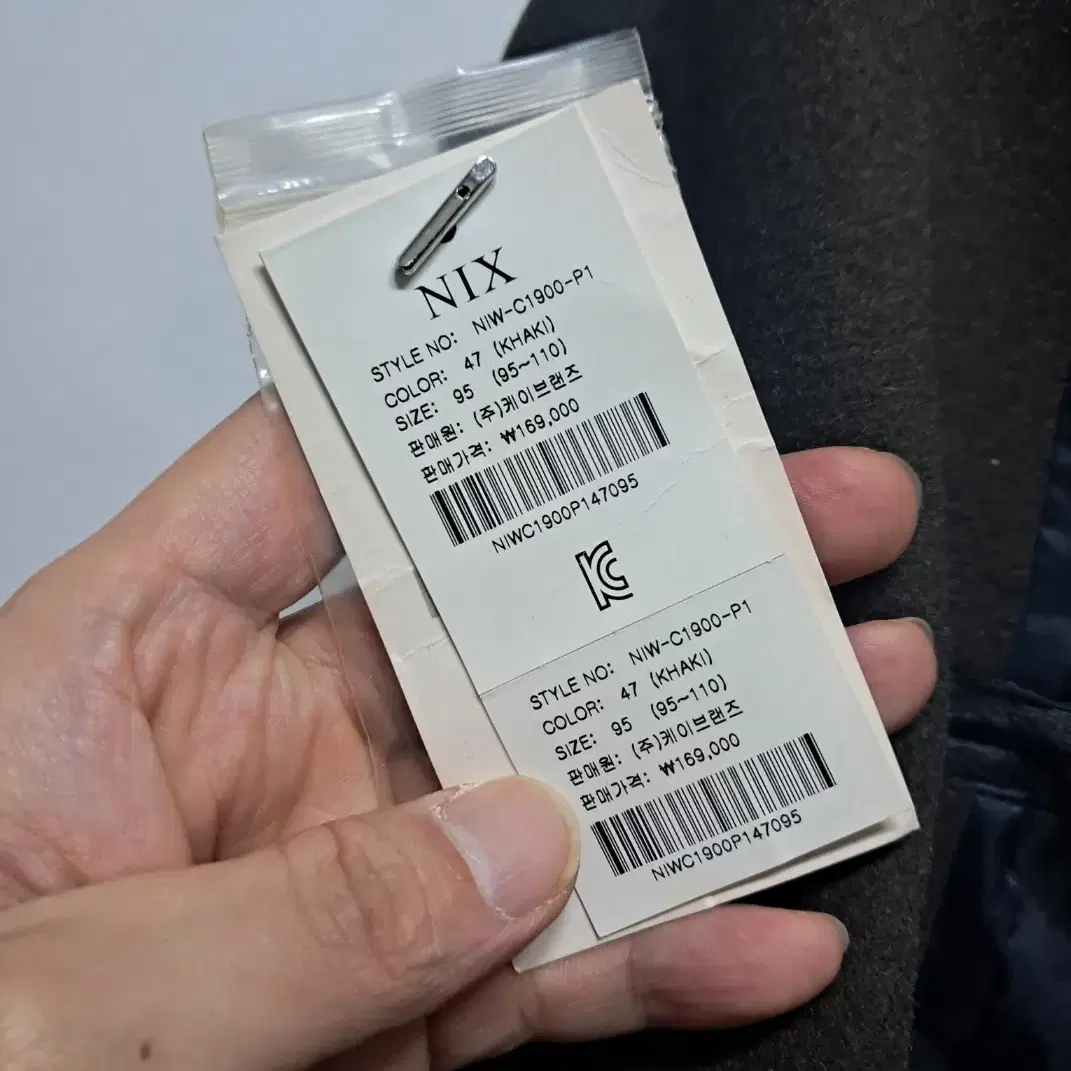 NIX
STYLE NO: NIW-C1900-P1
COLOR: 47 (KHAKI)
SIZE: 95 (95~110)
판매원: (주)케이브랜즈
판매가격: ₩169,000
NIWC1900P147095
STYLE NO: NIW-C1900-P1
COLOR: 47 (KHAKI)
SIZE: 95 (95~110)
판매원: (주)케이브랜즈
판매가격: ₩169,000
NIWC1900P147095